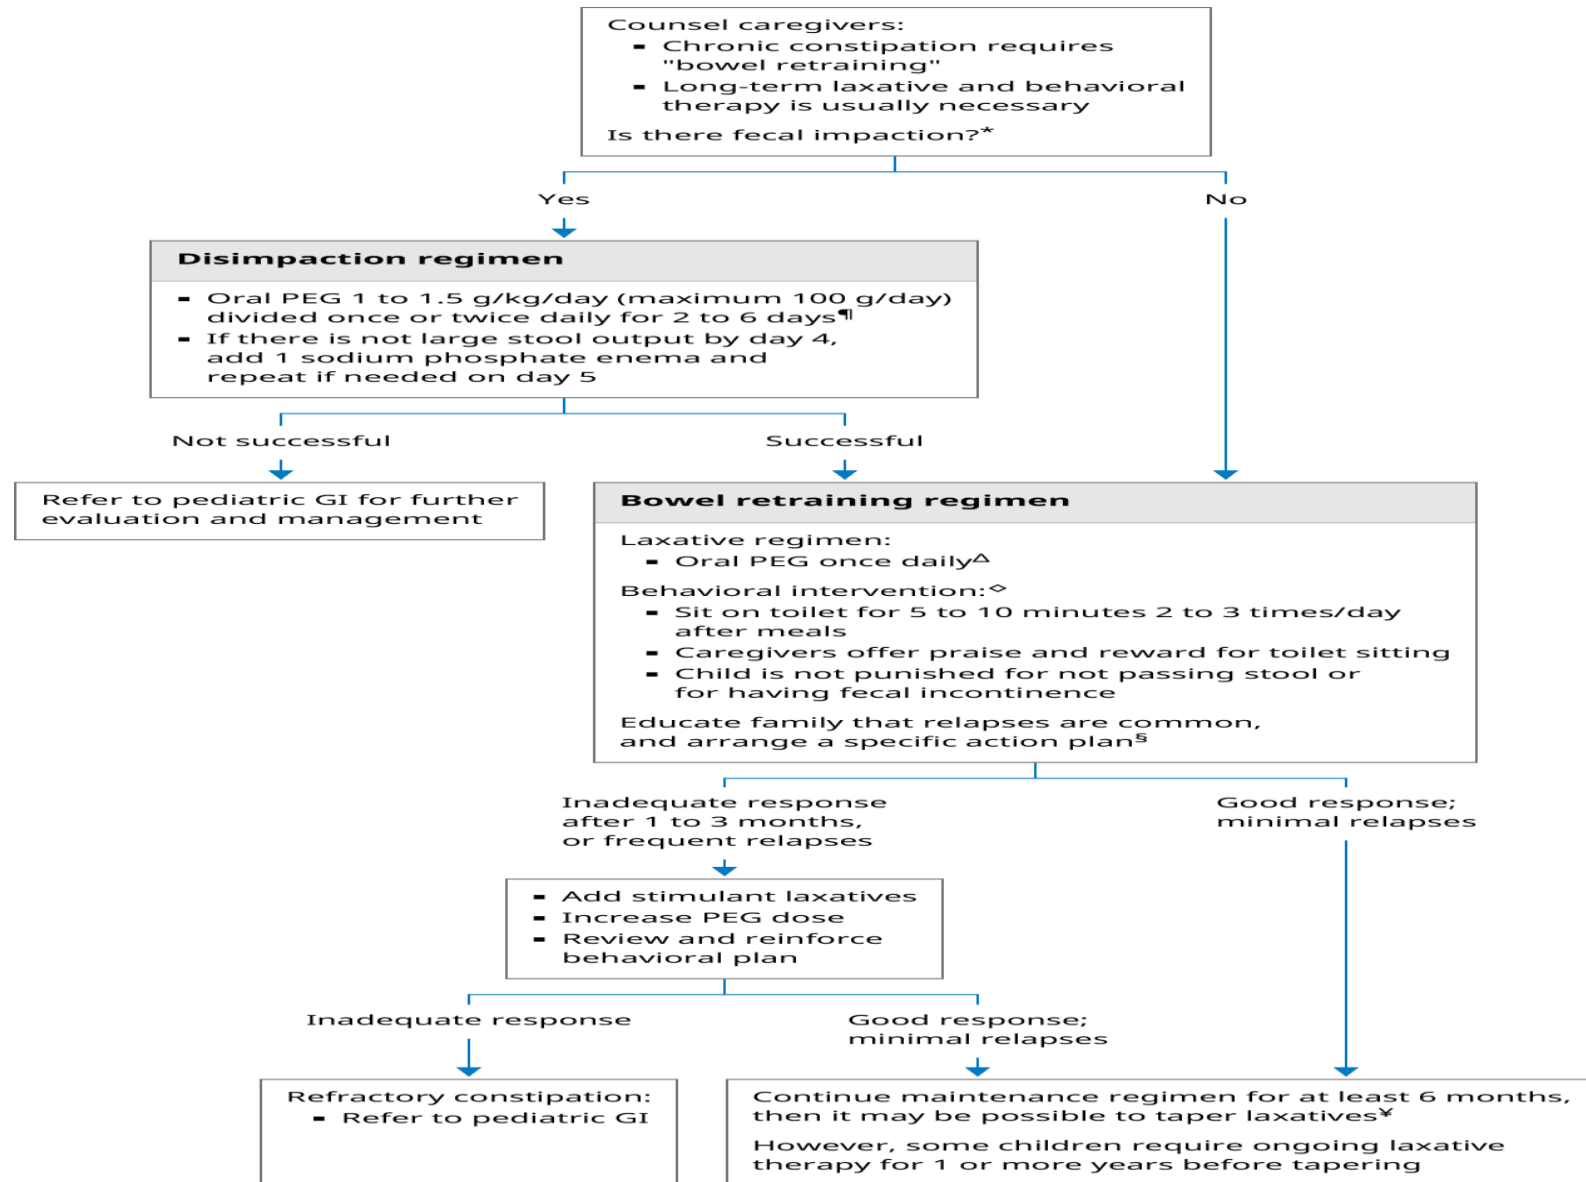 Counsel caregivers:
▪ Chronic constipation requires
"bowel retraining"
▪ Long-term laxative and behavioral
therapy is usually necessary
Is there fecal impaction?*
Yes
No
Disimpaction regimen
▪ Oral PEG 1 to 1.5 g/kg/day (maximum 100 g/day)
divided once or twice daily for 2 to 6 days¶
▪ If there is not large stool output by day 4,
add 1 sodium phosphate enema and
repeat if needed on day 5
Not successful
Successful
Refer to pediatric GI for further
evaluation and management
Bowel retraining regimen
Laxative regimen:
▪ Oral PEG once dailyΔ
Behavioral intervention:◇
▪ Sit on toilet for 5 to 10 minutes 2 to 3 times/day
after meals
▪ Caregivers offer praise and reward for toilet sitting
▪ Child is not punished for not passing stool or
for having fecal incontinence
Educate family that relapses are common,
and arrange a specific action plan§
Inadequate response
after 1 to 3 months,
or frequent relapses
Good response;
minimal relapses
▪ Add stimulant laxatives
▪ Increase PEG dose
▪ Review and reinforce
behavioral plan
Inadequate response
Good response;
minimal relapses
Refractory constipation:
▪ Refer to pediatric GI
Continue maintenance regimen for at least 6 months,
then it may be possible to taper laxatives¥
However, some children require ongoing laxative
therapy for 1 or more years before tapering